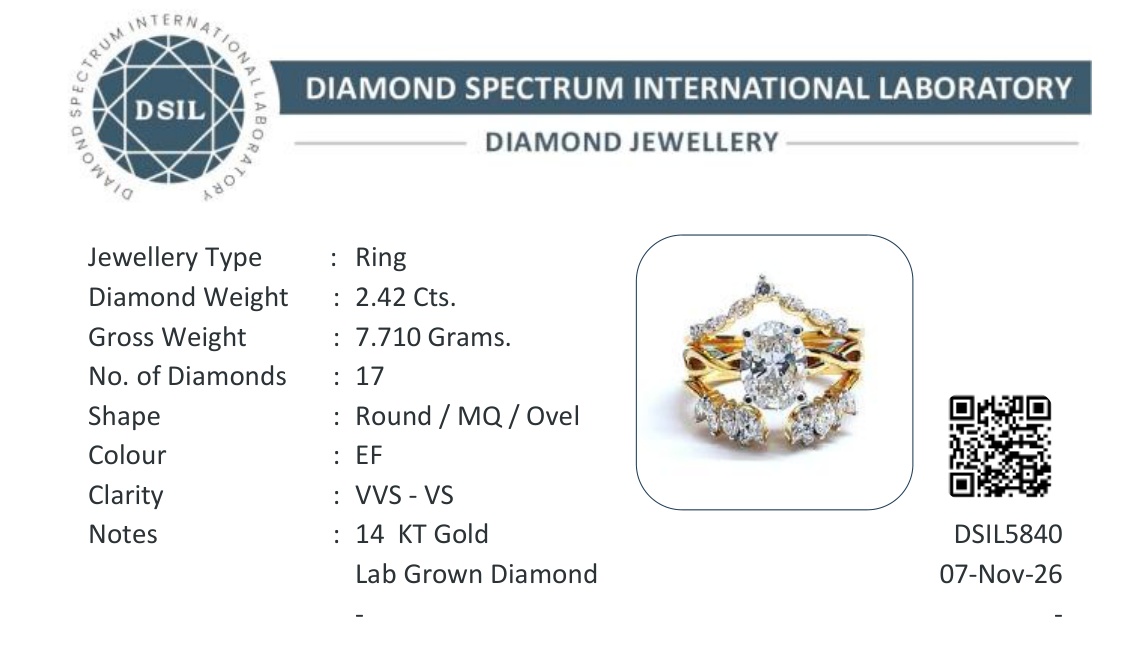 DIAMOND SPECTRUM INTERNATIONAL LABORATORY
DSIL
DIAMOND SPECTRUM INTERNATIONAL LABORATORY
DIAMOND JEWELLERY
Jewellery Type : Ring
Diamond Weight : 2.42 Cts.
Gross Weight : 7.710 Grams.
No. of Diamonds : 17
Shape : Round / MQ / Ovel
Colour : EF
Clarity : VVS - VS
Notes : 14 KT Gold
Lab Grown Diamond
-
DSIL5840
07-Nov-26
-